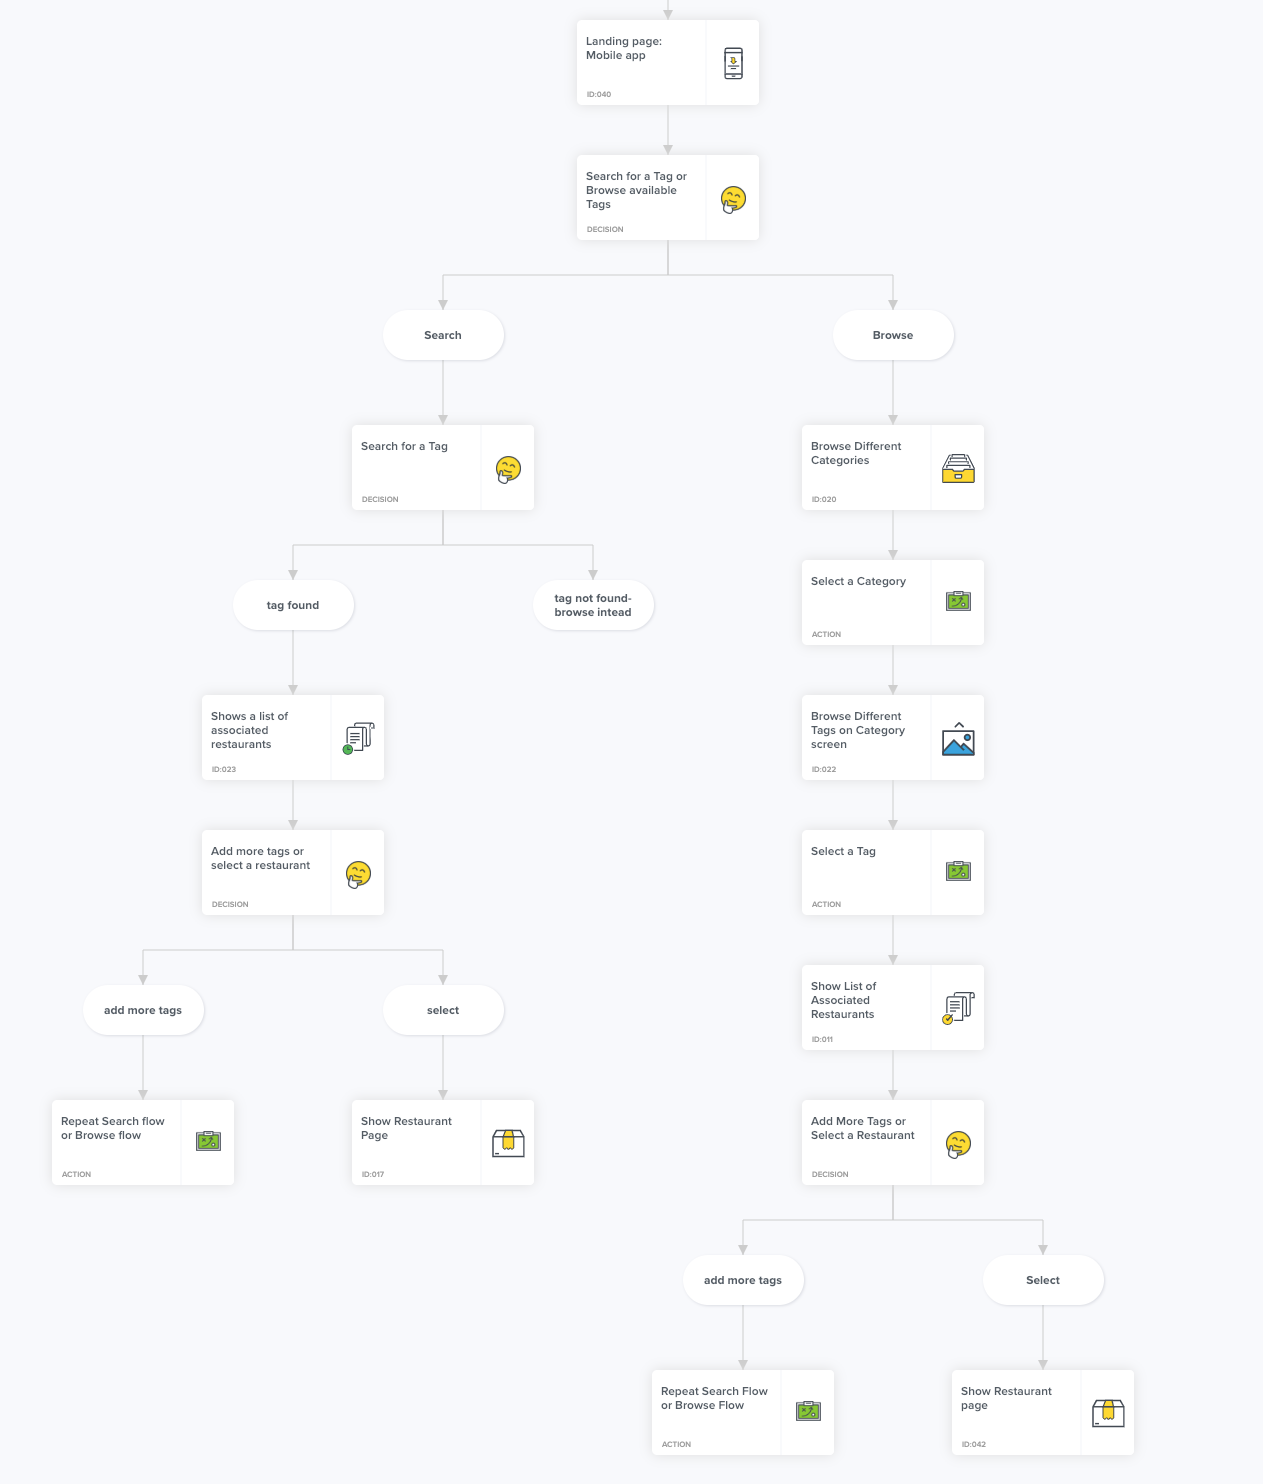 Landing page:
Mobile app
ID:040
Search for a Tag or
Browse available
Tags
DECISION
Search
Browse
Search for a Tag
DECISION
Browse Different
Categories
ID:020
tag found
tag not found-
browse intead
Select a Category
ACTION
Shows a list of
associated
restaurants
ID:023
Browse Different
Tags on Category
screen
ID:022
Add more tags or
select a restaurant
DECISION
Select a Tag
ACTION
add more tags
select
Show List of
Associated
Restaurants
ID:011
Repeat Search flow
or Browse flow
ACTION
Show Restaurant
Page
ID:017
Add More Tags or
Select a Restaurant
DECISION
add more tags
Select
Repeat Search Flow
or Browse Flow
ACTION
Show Restaurant
page
ID:042